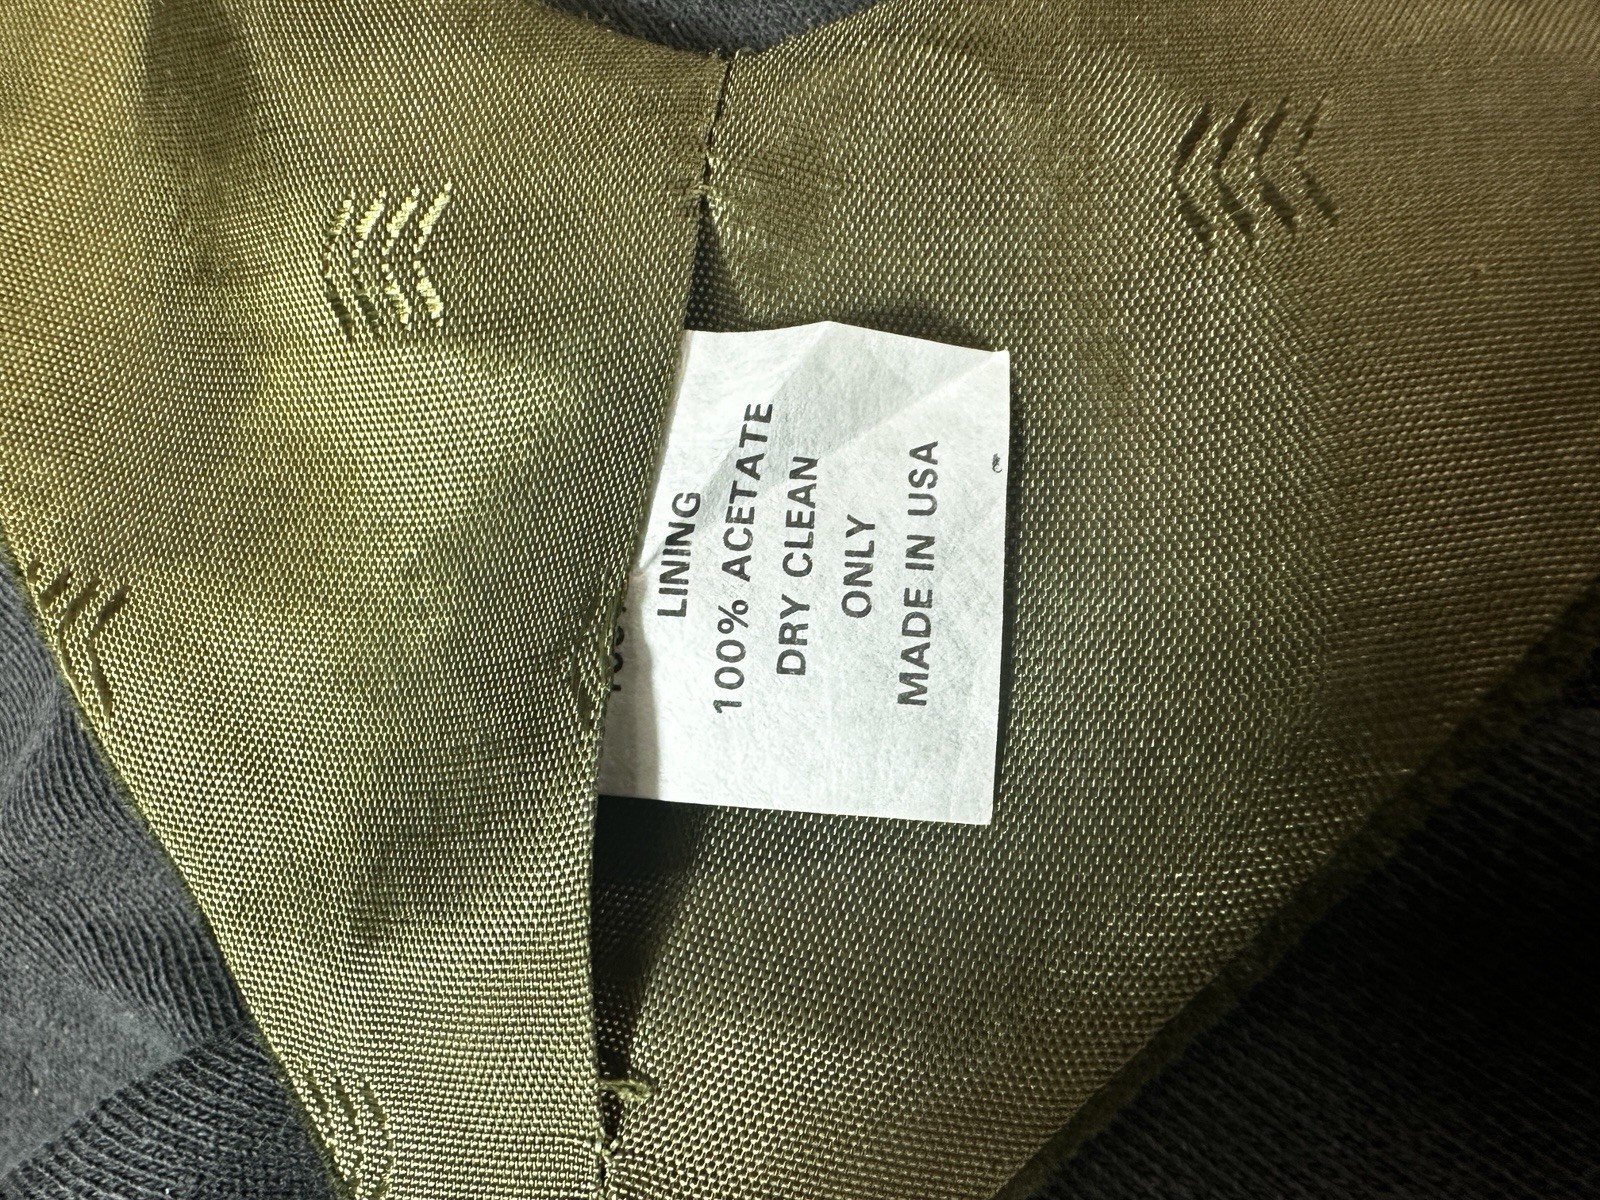 LINING
100% ACETATE
DRY CLEAN
ONLY
MADE IN USA